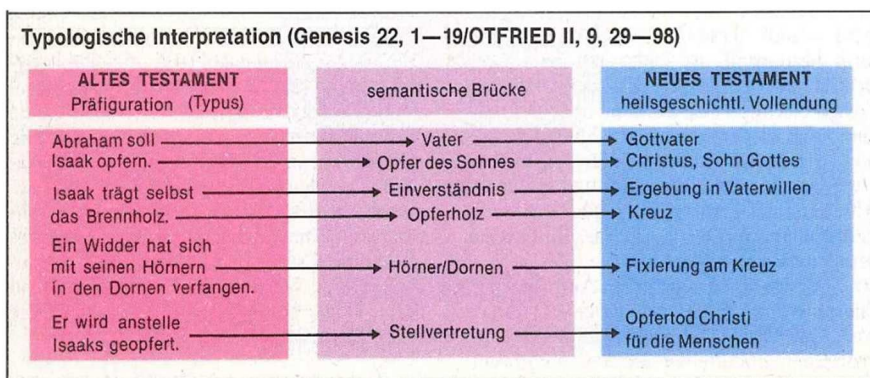 Typologische Interpretation (Genesis 22, 1—19/OTFRIED II, 9, 29—98)
ALTES TESTAMENT
Präfiguration (Typus)
semantische Brücke
NEUES TESTAMENT
heilsgeschichtl. Vollendung
Abraham soll
Vater
Gottvater
Isaak opfern.
Opfer des Sohnes
Christus, Sohn Gottes
Isaak trägt selbst
Einverständnis
Ergebung in Vaterwillen
das Brennholz.
Opferholz
Kreuz
Ein Widder hat sich
mit seinen Hörnern
in den Dornen verfangen.
Hörner/Dornen
Fixierung am Kreuz
Er wird anstelle
Isaaks geopfert.
Stellvertretung
Opfertod Christi
für die Menschen